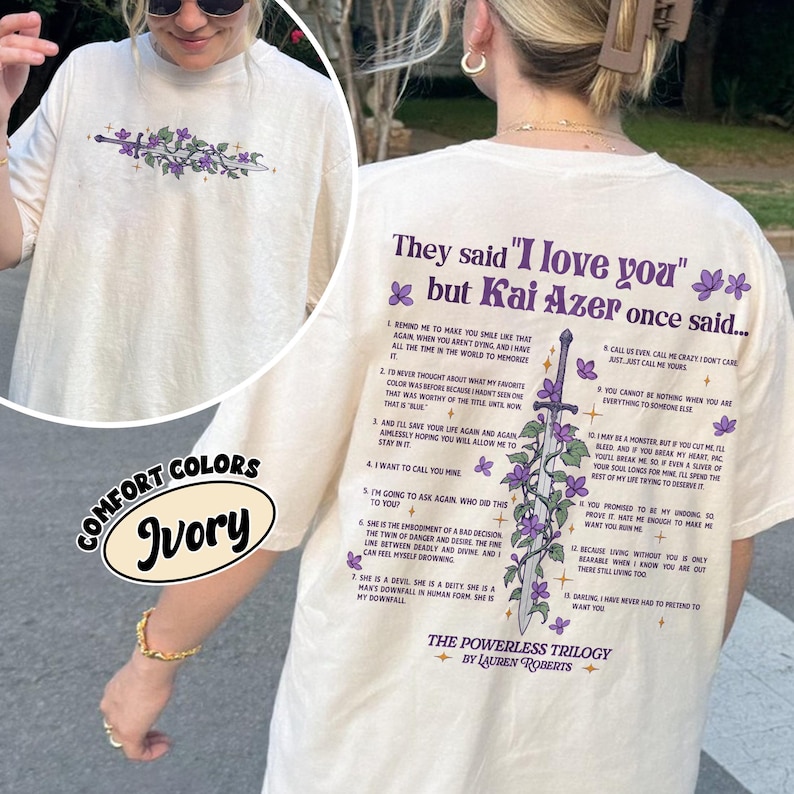 They said "I love you"
but Kai Azer once said...
1. REMIND ME TO MAKE YOU SMILE LIKE THAT
AGAIN, WHEN YOU AREN'T DYING, AND I HAVE
ALL THE TIME IN THE WORLD TO MEMORIZE
IT.
2. I'D NEVER THOUGHT ABOUT WHAT MY FAVORITE
COLOR WAS BEFORE BECAUSE I HADN'T SEEN ONE
THAT WAS WORTHY OF THE TITLE. UNTIL NOW,
THAT IS "BLUE."
3. AND I'LL SAVE YOUR LIFE AGAIN AND AGAIN,
AIMLESSLY HOPING YOU WILL ALLOW ME TO
STAY IN IT.
4. I WANT TO CALL YOU MINE.
5. I'M GOING TO ASK AGAIN. WHO DID THIS
TO YOU?
6. SHE IS THE EMBODIMENT OF A BAD DECISION.
THE TWIN OF DANGER AND DESIRE. THE FINE
LINE BETWEEN DEADLY AND DIVINE. AND I
CAN FEEL MYSELF DROWNING.
7. SHE IS A DEVIL. SHE IS A DEITY. SHE IS A
MAN'S DOWNFALL IN HUMAN FORM. SHE IS
MY DOWNFALL.
8. CALL US EVEN. CALL ME CRAZY. I DON'T CARE.
JUST...JUST CALL ME YOURS.
9. YOU CANNOT BE NOTHING WHEN YOU ARE
EVERYTHING TO SOMEONE ELSE.
10. I MAY BE A MONSTER, BUT IF YOU CUT ME, I'LL
BLEED. AND IF YOU BREAK MY HEART, PAE,
YOU'LL BREAK ME. SO, IF EVEN A SLIVER OF
YOUR SOUL LONGS FOR MINE, I'LL SPEND THE
REST OF MY LIFE TRYING TO DESERVE IT.
11. YOU PROMISED TO BE MY UNDOING. SO,
PROVE IT. HATE ME ENOUGH TO MAKE ME
WANT YOU. RUIN ME.
12. BECAUSE LIVING WITHOUT YOU IS ONLY
BEARABLE WHEN I KNOW YOU ARE OUT
THERE STILL LIVING TOO.
13. DARLING, I HAVE NEVER HAD TO PRETEND TO
WANT YOU.
THE POWERLESS TRILOGY
BY LAUREN ROBERTS
COMFORT COLORS
Ivory